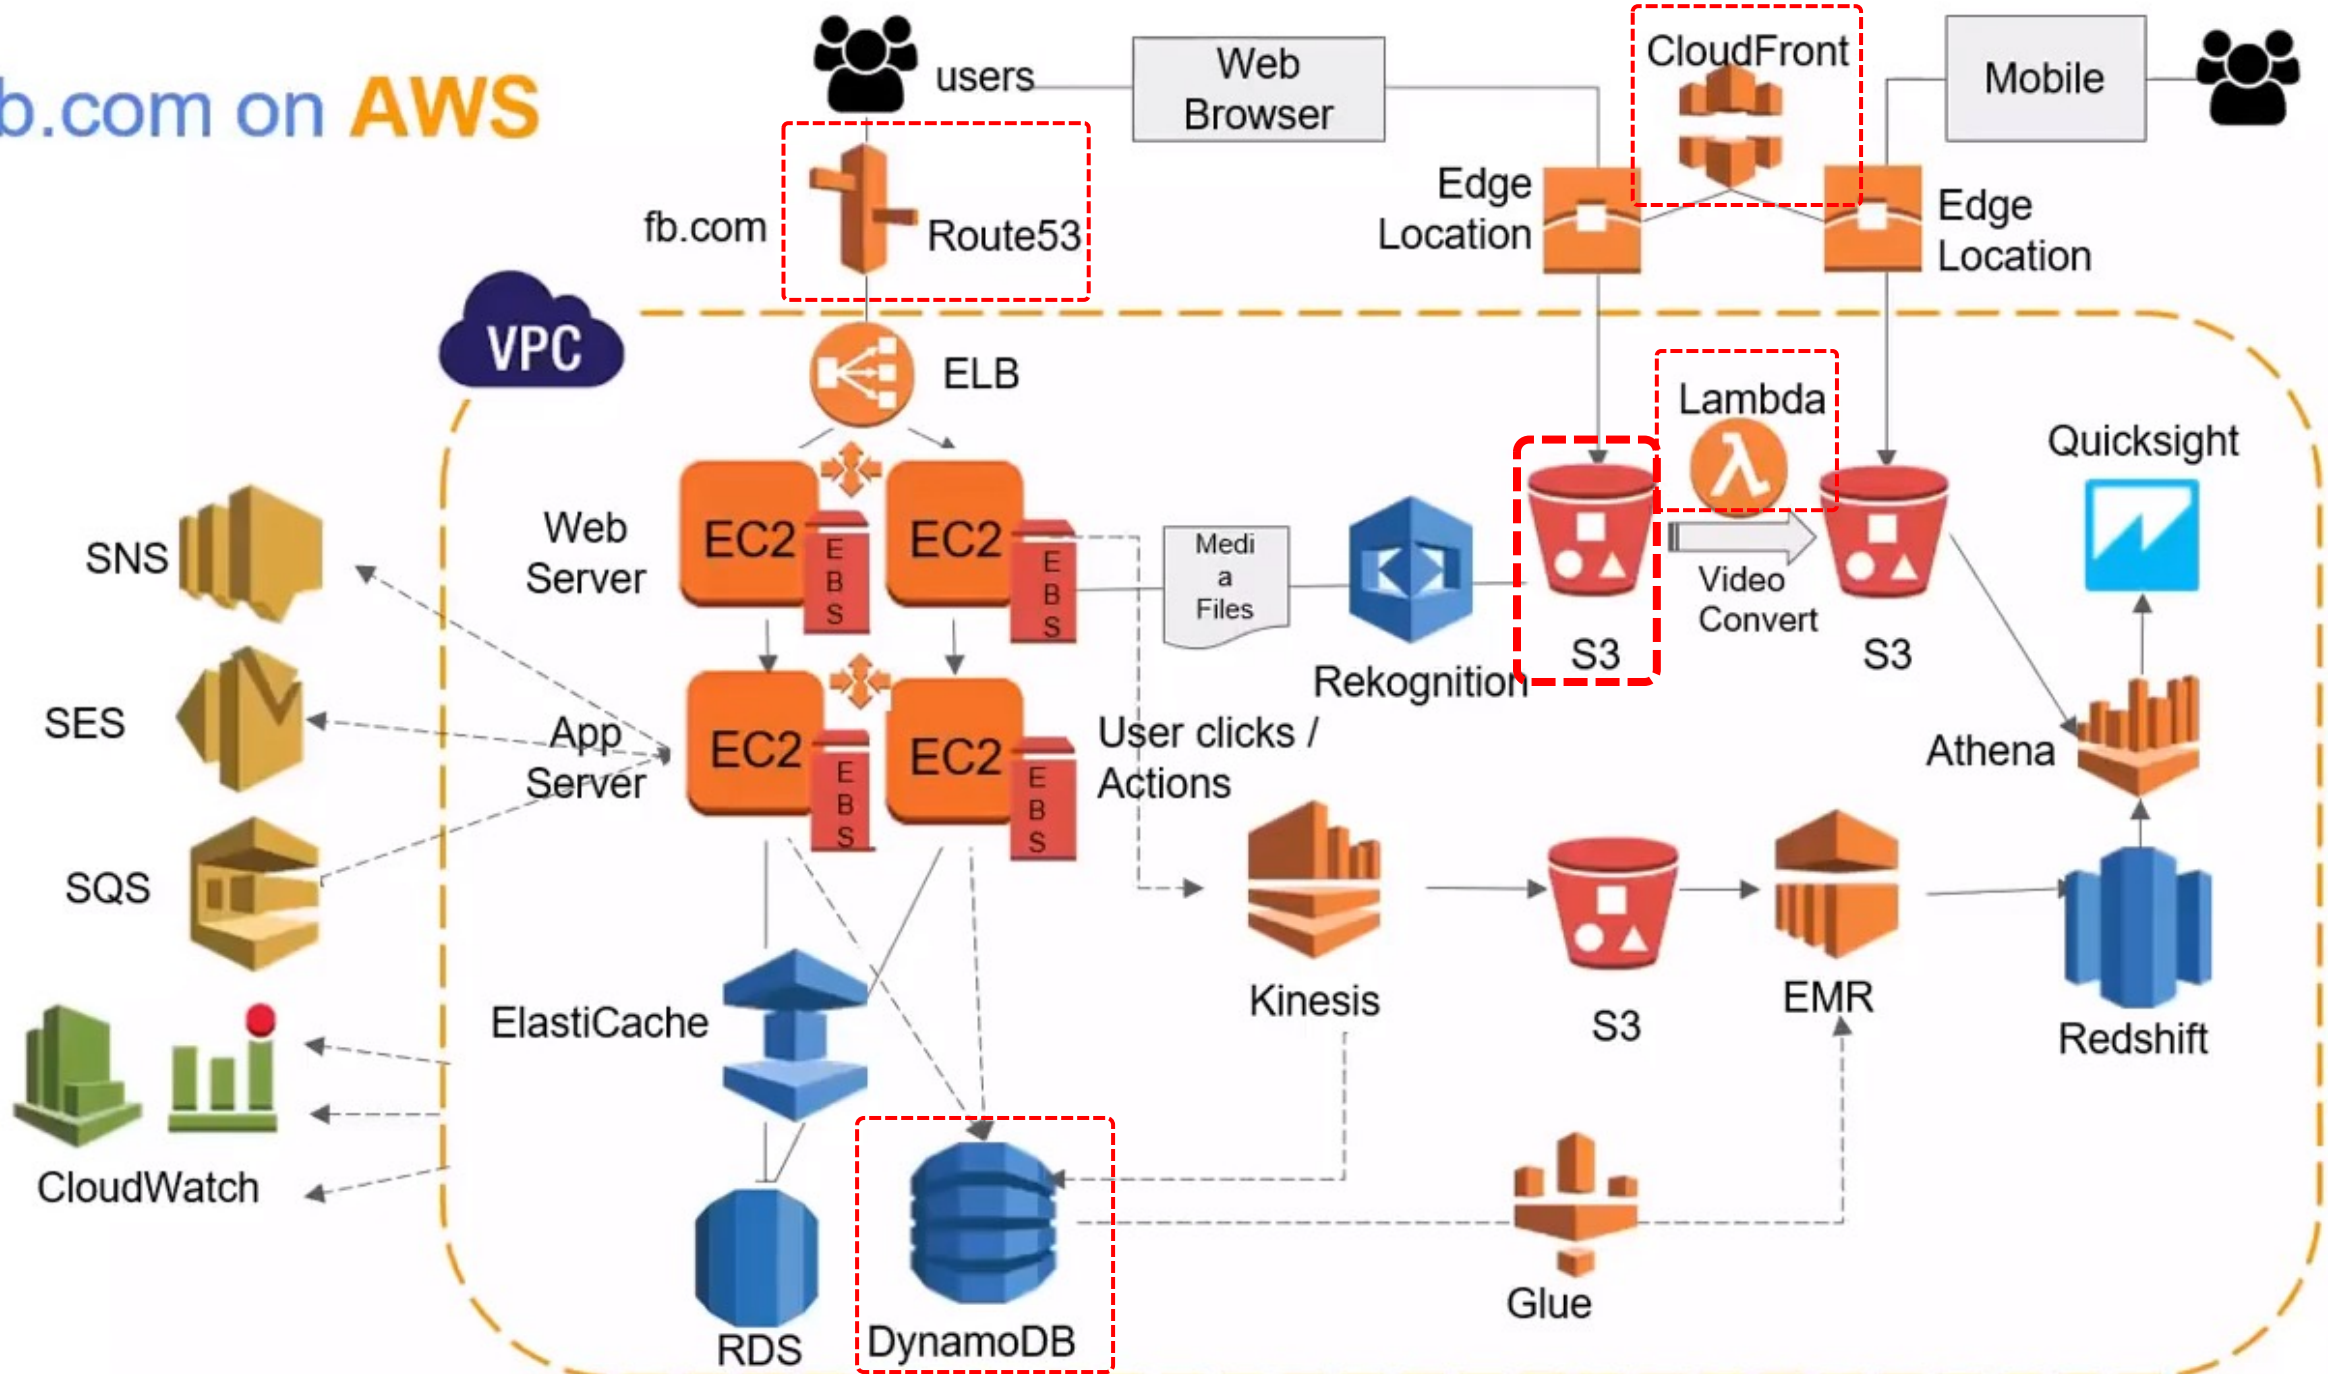 b.com on AWS
users
Web
Browser
CloudFront
Mobile
fb.com
Route53
Edge
Location
Edge
Location
VPC
ELB
Lambda
Quicksight
SNS
Web
Server
EC2
E
B
S
EC2
E
B
S
Medi
a
Files
Rekognition
S3
Video
Convert
S3
SES
App
Server
EC2
E
B
S
EC2
E
B
S
User clicks /
Actions
Athena
SQS
Kinesis
S3
EMR
Redshift
ElastiCache
CloudWatch
RDS
DynamoDB
Glue